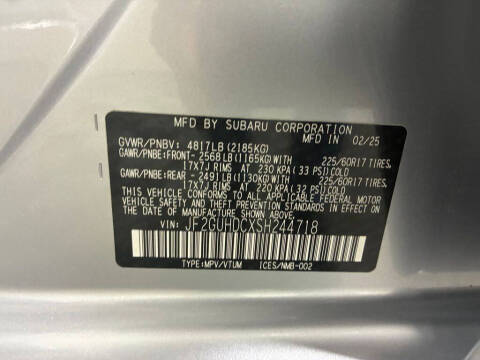 MFD BY SUBARU CORPORATION MFD IN 02/25
GVWR/PNBV: 4817LB (2185KG)
GAWR/PNBE:FRONT- 2568LB(1165KG)WITH 225/60R17 TIRES.
17X7J RIMS AT 230 KPA(33 PSI)COLD
GAWR/PNBE:REAR - 2491LB(1130KG)WITH 225/60R17 TIRES.
17X7J RIMS AT 220 KPA(32 PSI)COLD
THIS VEHICLE CONFORMS TO ALL APPLICABLE FEDERAL MOTOR
VEHICLE SAFETY, BUMPER, AND THEFT PREVENTION STANDARDS
IN EFFECT ON THE DATE OF MANUFACTURE SHOWN ABOVE.
VIN: JF2GUHDCXSH244718
TYPE:MPV/VTUM ICES/NMB-002